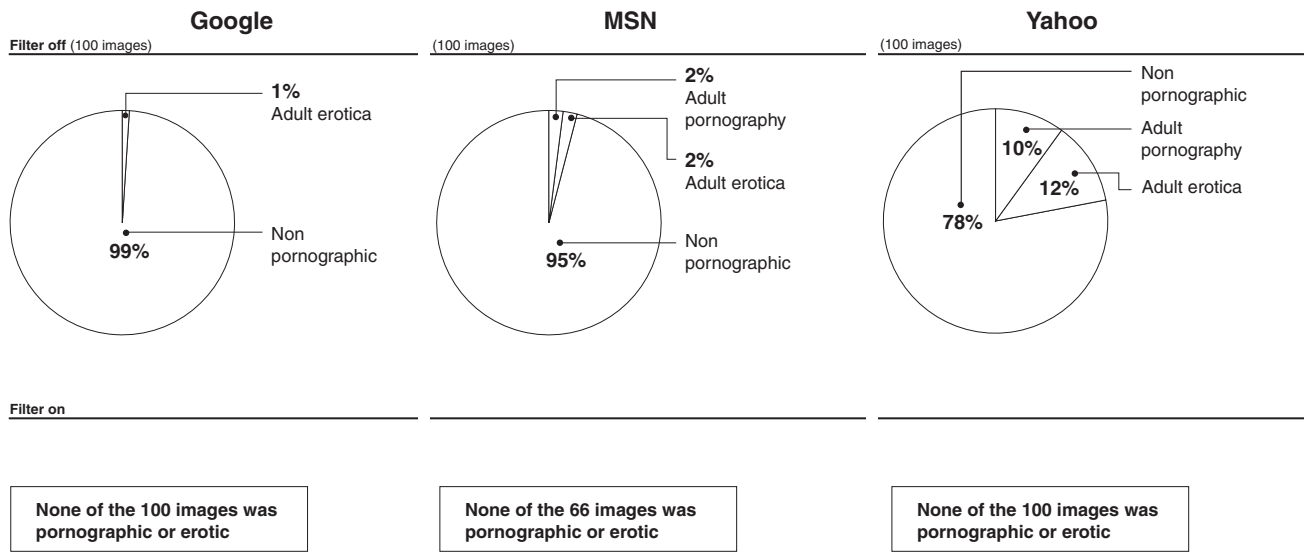 Google
MSN
Yahoo
Filter off (100 images)
(100 images)
(100 images)
1%
Adult erotica
99%
Non
pornographic
2%
Adult
pornography
2%
Adult erotica
95%
Non
pornographic
Non
pornographic
Adult
pornography
10%
12%
Adult erotica
78%
Filter on
None of the 100 images was
pornographic or erotic
None of the 66 images was
pornographic or erotic
None of the 100 images was
pornographic or erotic